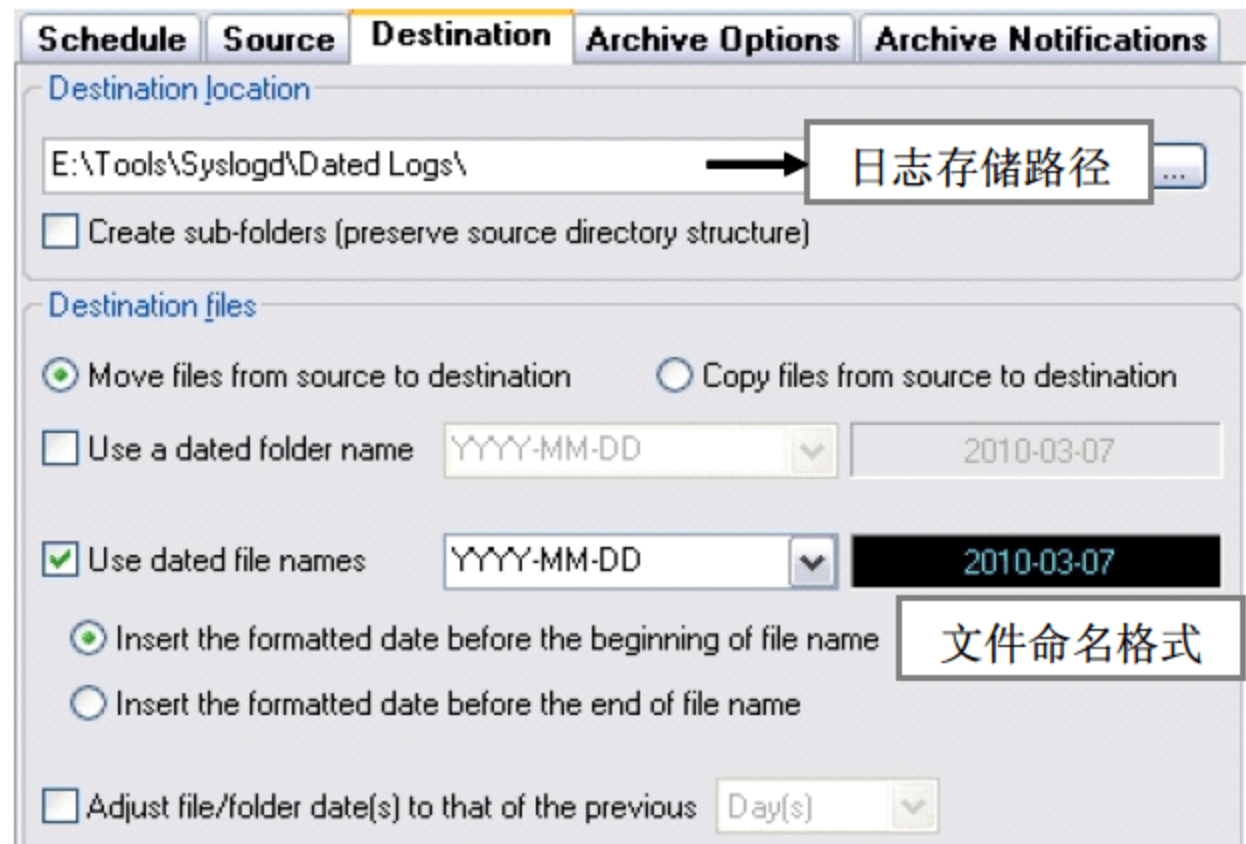 Schedule Source Destination Archive Options Archive Notifications
Destination location
E:\Tools\Syslogd\Dated Logs\ 日志存储路径 ...
Create sub-folders (preserve source directory structure)
Destination files
Move files from source to destination Copy files from source to destination
Use a dated folder name YYYY-MM-DD 2010-03-07
Use dated file names YYYY-MM-DD 2010-03-07
Insert the formatted date before the beginning of file name 文件命名格式
Insert the formatted date before the end of file name
Adjust file/folder date(s) to that of the previous Day(s)